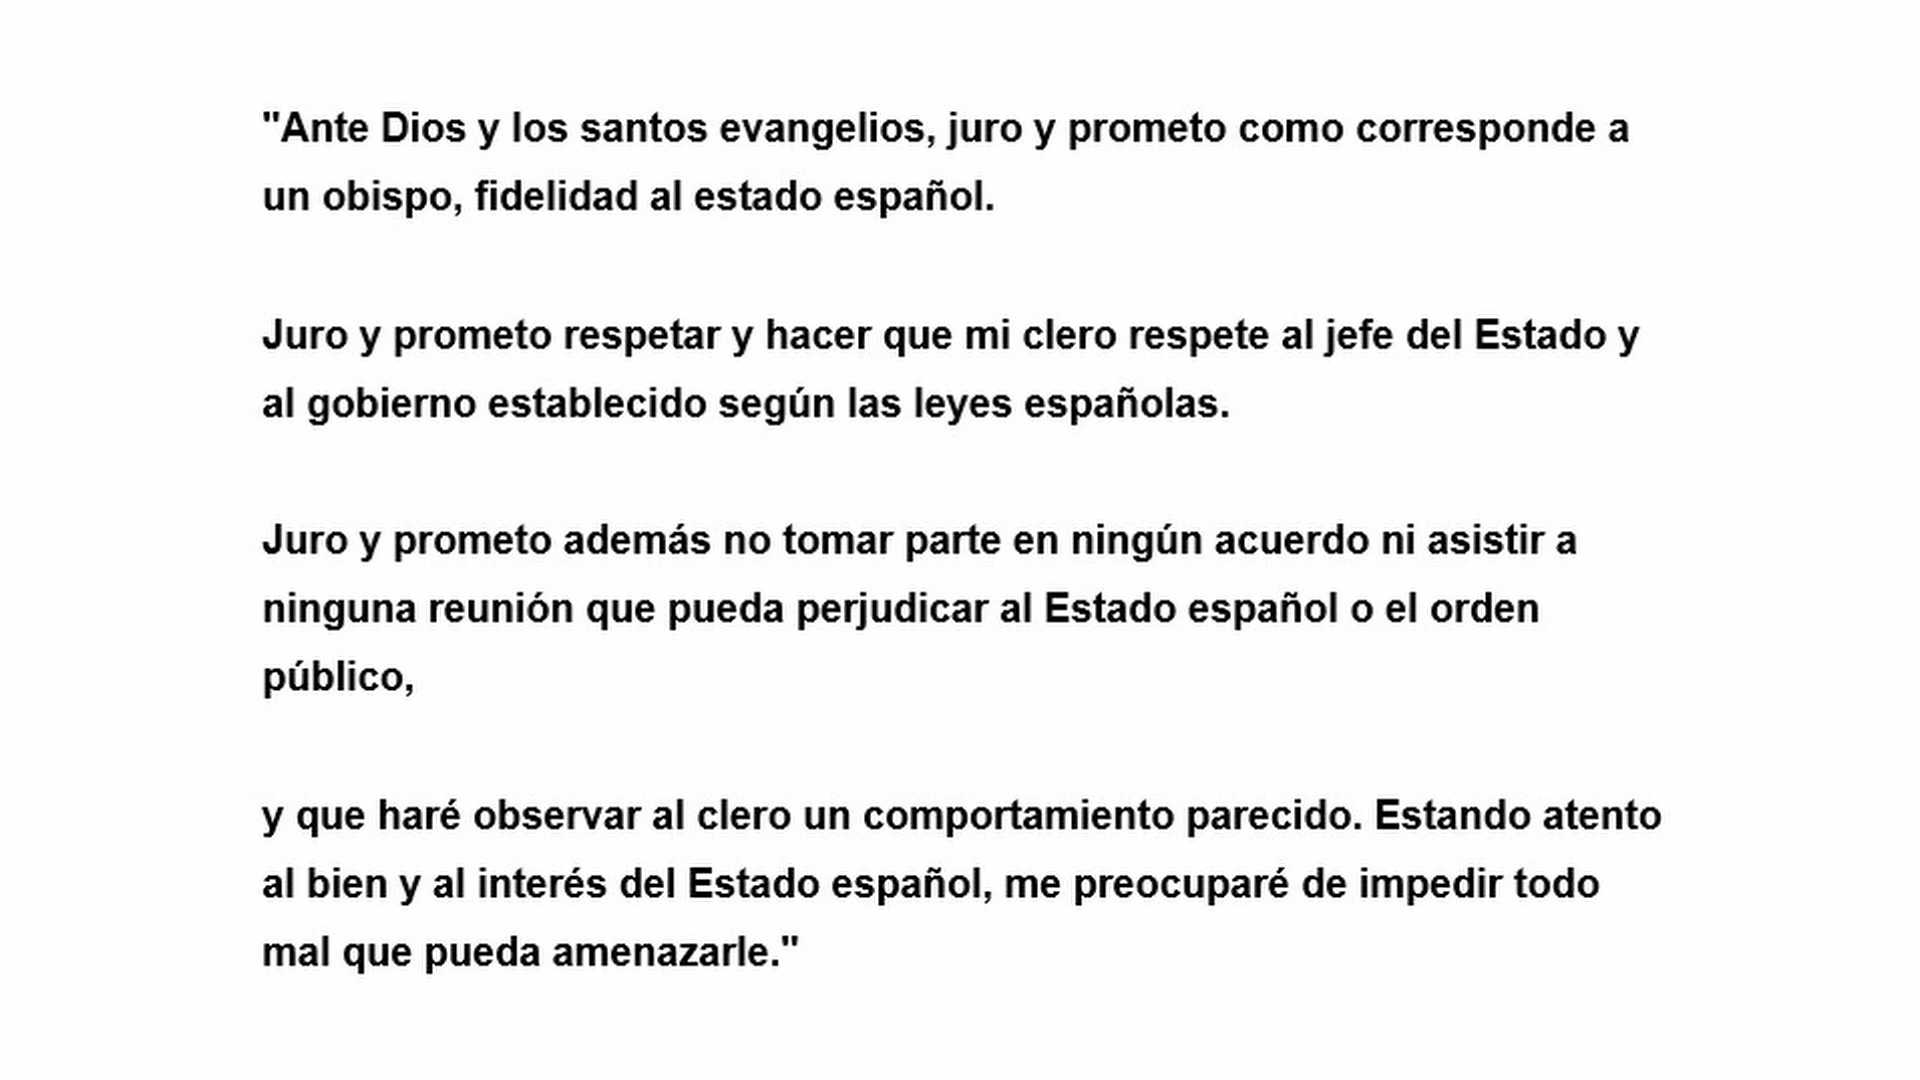 "Ante Dios y los santos evangelios, juro y prometo como corresponde a
un obispo, fidelidad al estado español.
Juro y prometo respetar y hacer que mi clero respete al jefe del Estado y
al gobierno establecido según las leyes españolas.
Juro y prometo además no tomar parte en ningún acuerdo ni asistir a
ninguna reunión que pueda perjudicar al Estado español o el orden
público,
y que haré observar al clero un comportamiento parecido. Estando atento
al bien y al interés del Estado español, me preocuparé de impedir todo
mal que pueda amenazarle."